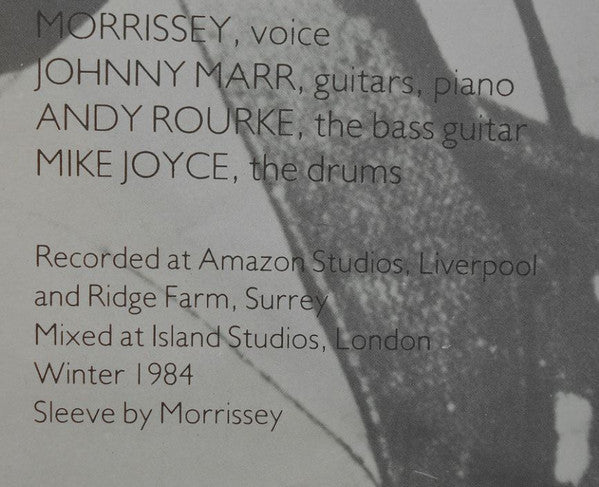 MORRISSEY, voice
JOHNNY MARR, guitars, piano
ANDY ROURKE, the bass guitar
MIKE JOYCE, the drums
Recorded at Amazon Studios, Liverpool
and Ridge Farm, Surrey
Mixed at Island Studios, London
Winter 1984
Sleeve by Morrissey